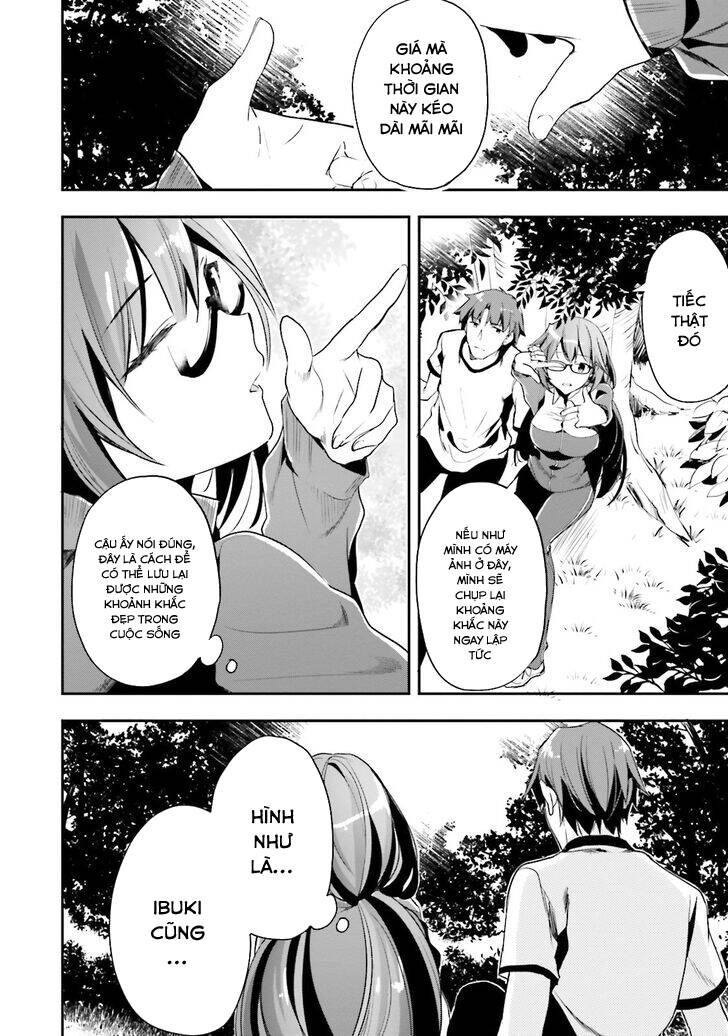 GIÁ MÀ
KHOẢNG
THỜI GIAN
NÀY KÉO
DÀI MÃI MÃI
TIẾC
THẬT
ĐÓ
NẾU NHƯ
MÌNH CÓ MÁY
ẢNH Ở ĐÂY,
MÌNH SẼ
CHỤP LẠI
KHOẢNG
KHẮC NÀY
NGAY LẬP
TỨC
CẬU ẤY NÓI ĐÚNG,
ĐÂY LÀ CÁCH ĐỂ
CÓ THỂ LƯU LẠI
ĐƯỢC NHỮNG
KHOẢNH KHẮC
ĐẸP TRONG
CUỘC SỐNG
HÌNH
NHƯ
LÀ...
IBUKI
CŨNG
...